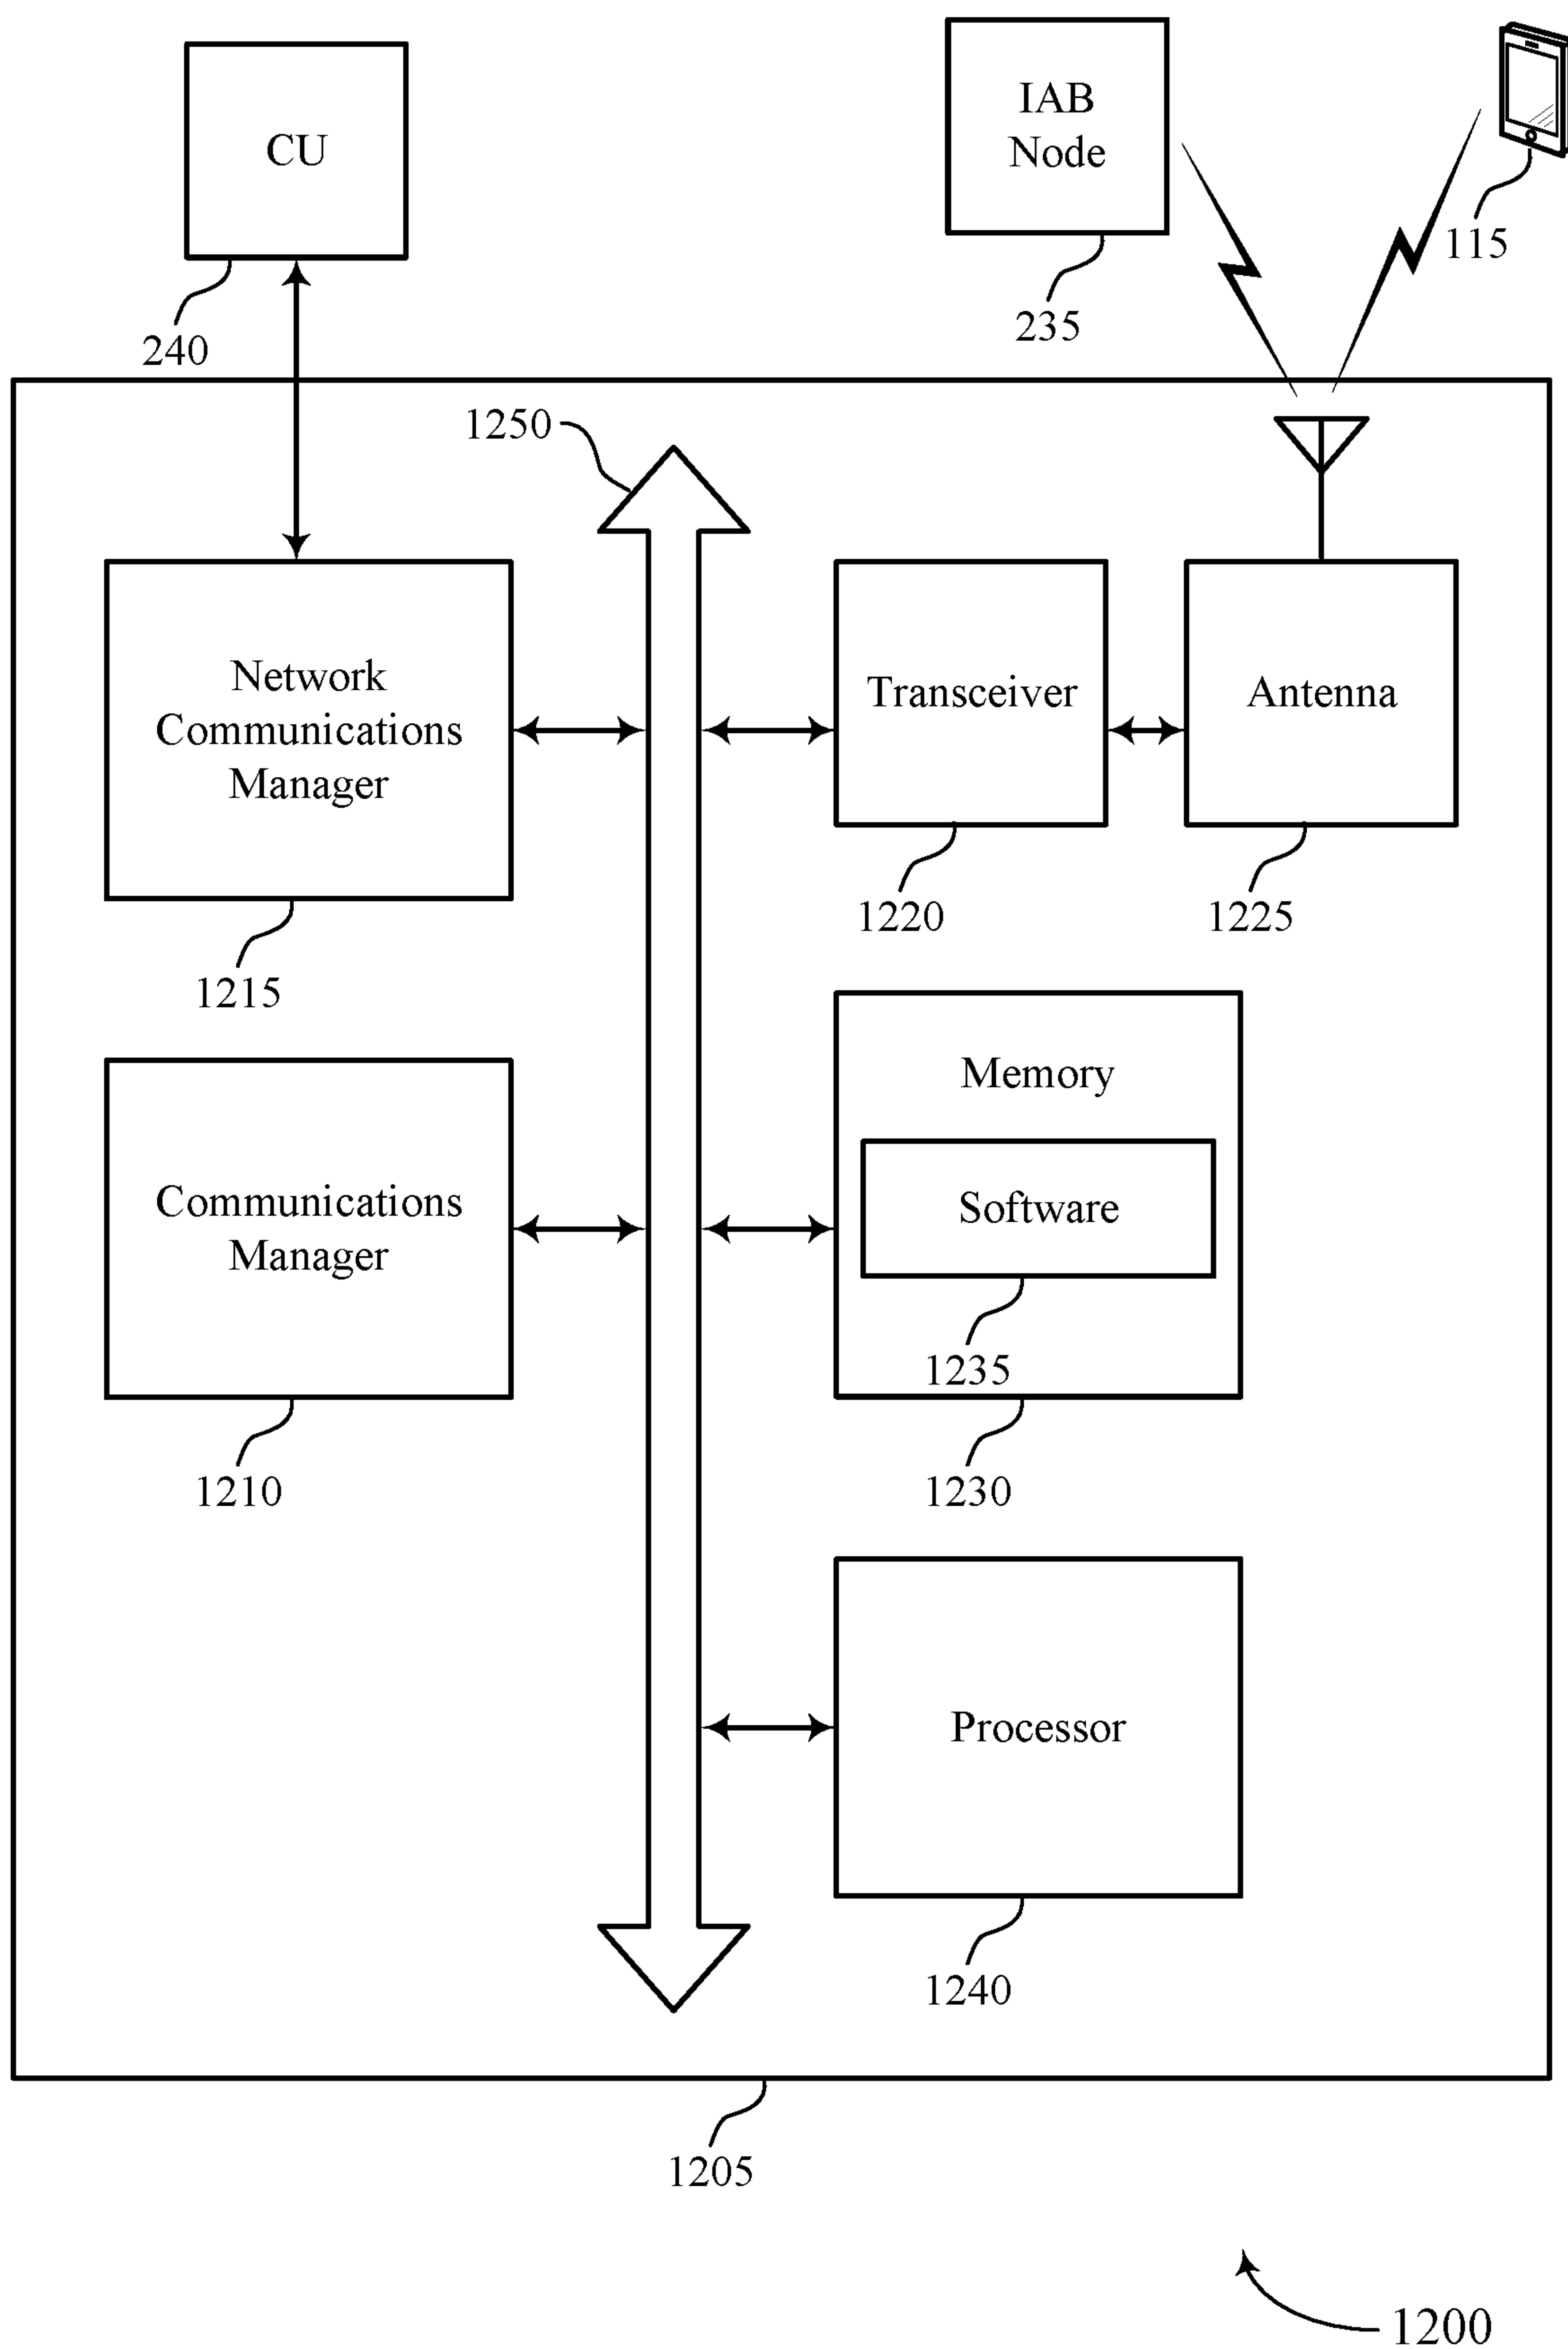 CU
240
IAB
Node
235
115
1250
Network
Communications
Manager
1215
Transceiver
1220
Antenna
1225
Communications
Manager
1210
Memory
Software
1235
1230
Processor
1240
1205
1200